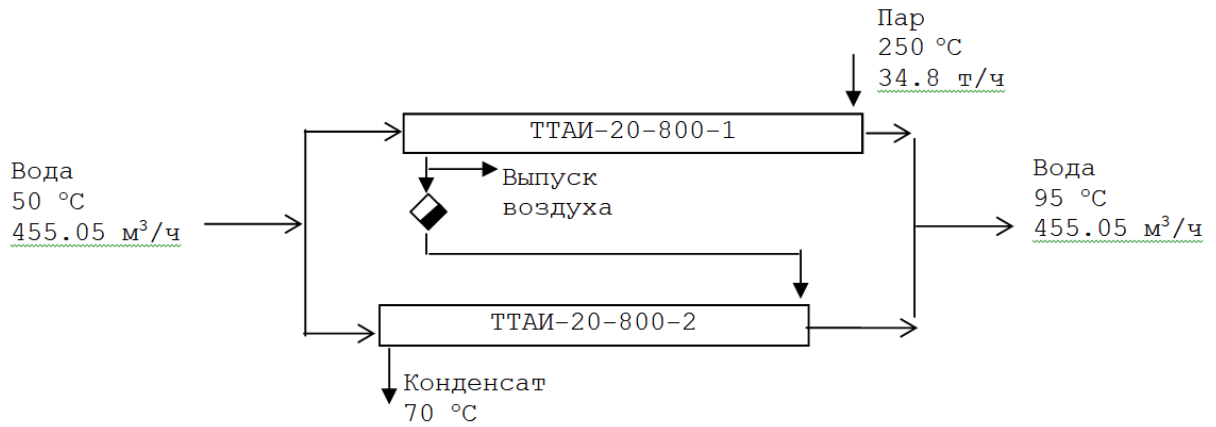 Пар
250 °С
34.8 т/ч
ТТАИ-20-800-1
Вода
50 °С
455.05 м³/ч
Выпуск
воздуха
Вода
95 °С
455.05 м³/ч
ТТАИ-20-800-2
Конденсат
70 °С